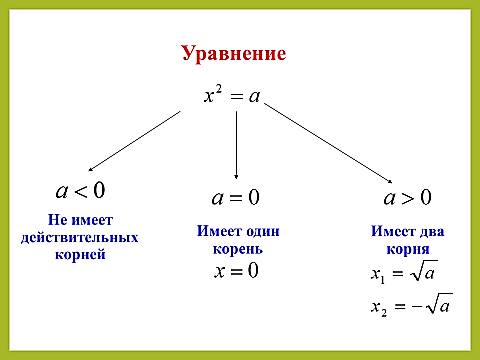 Уравнение
x² = a
a < 0
Не имеет
действительных
корней
a = 0
Имеет один
корень
x = 0
a > 0
Имеет два
корня
x₁ = √a
x₂ = −√a